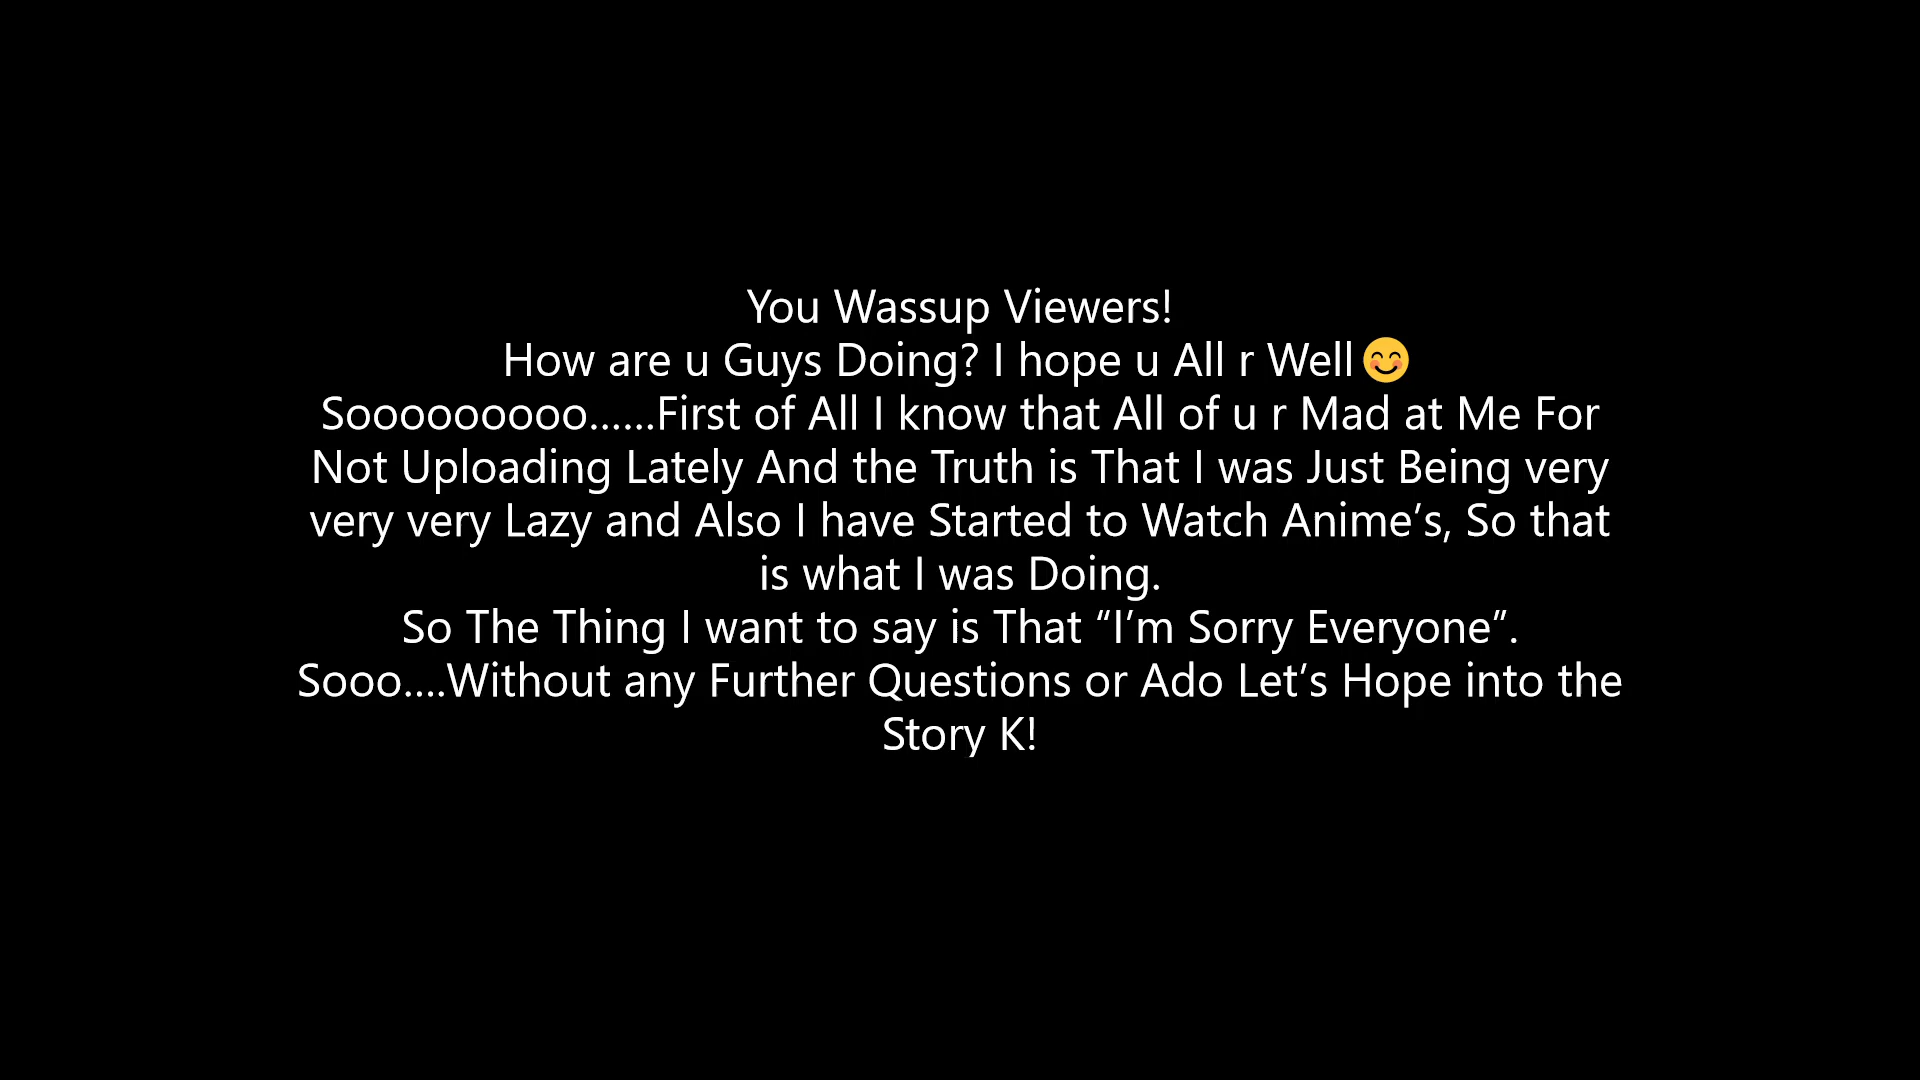 You Wassup Viewers!
How are u Guys Doing? I hope u All r Well😊
Sooooooooo......First of All I know that All of u r Mad at Me For
Not Uploading Lately And the Truth is That I was Just Being very
very very Lazy and Also I have Started to Watch Anime’s, So that
is what I was Doing.
So The Thing I want to say is That “I’m Sorry Everyone”.
Sooo....Without any Further Questions or Ado Let’s Hope into the
Story K!